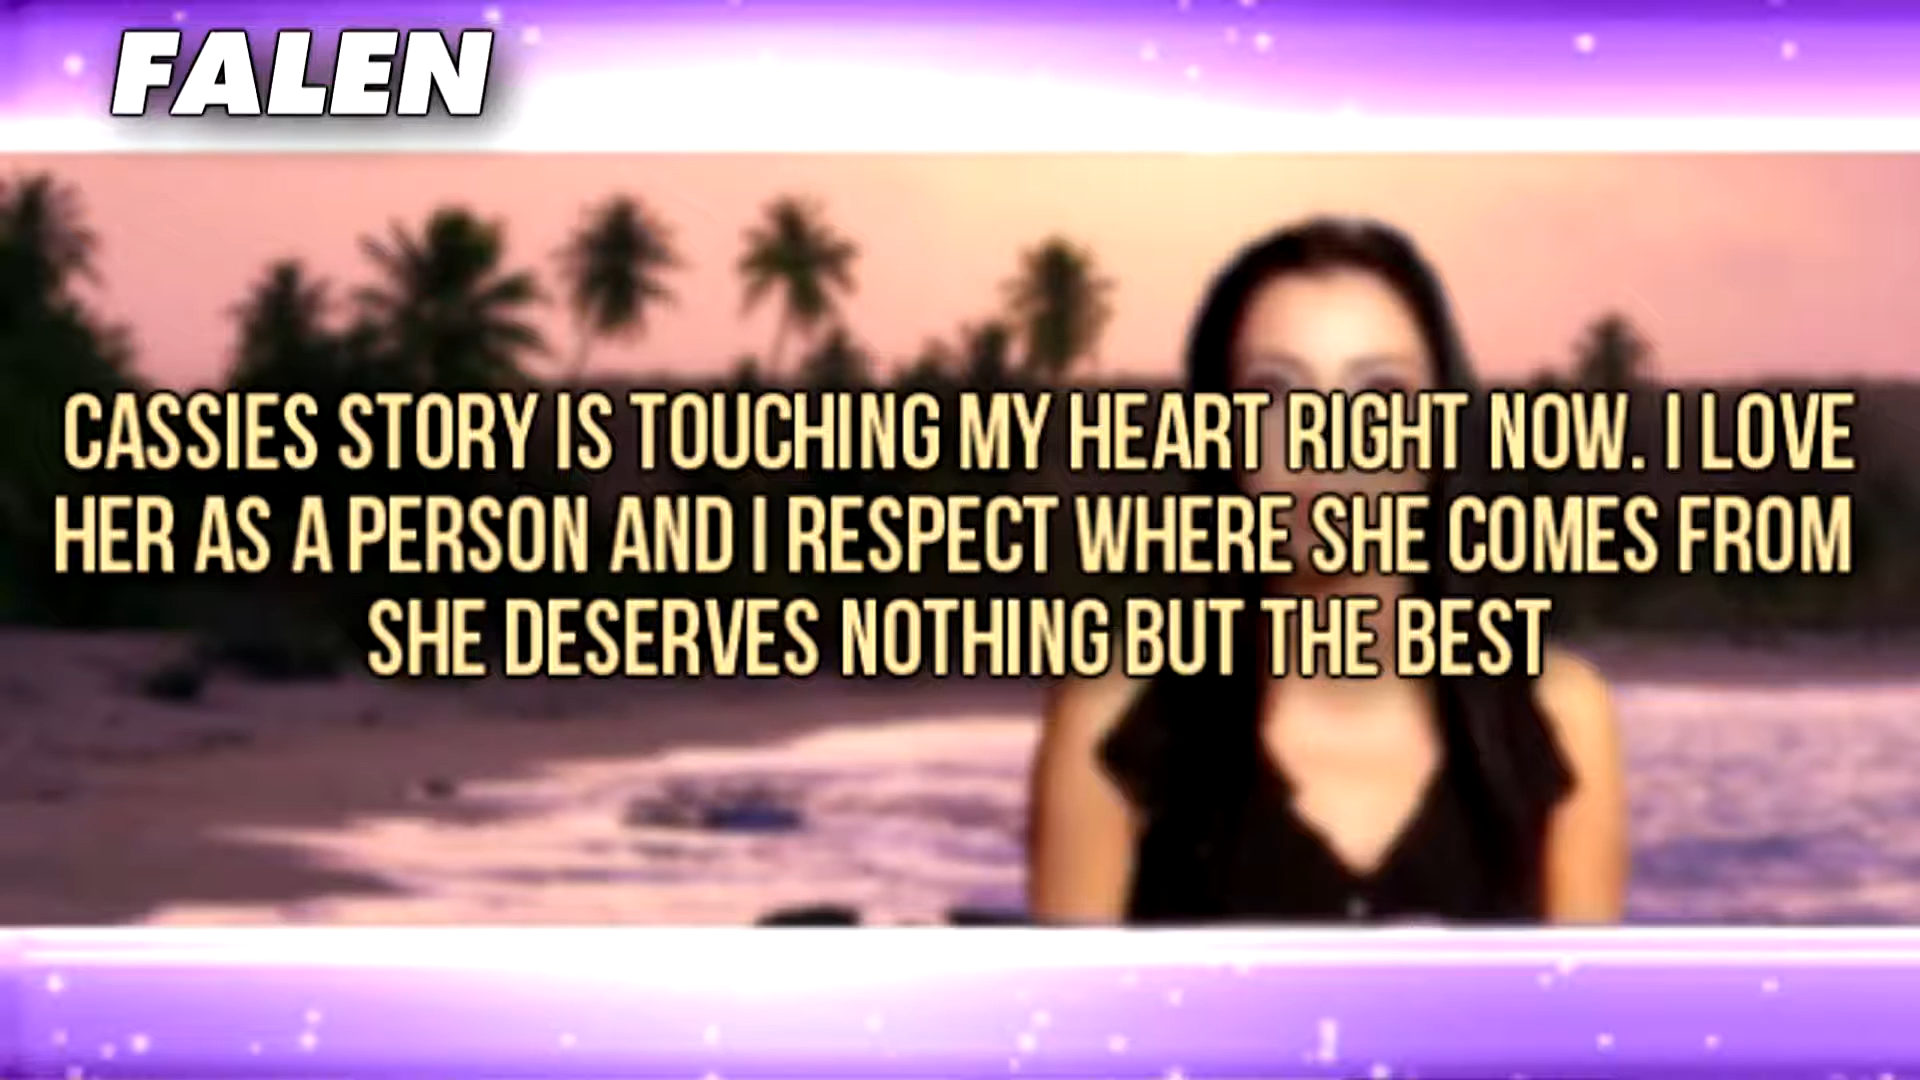 FALEN
CASSIES STORY IS TOUCHING MY HEART RIGHT NOW. I LOVE
HER AS A PERSON AND I RESPECT WHERE SHE COMES FROM
SHE DESERVES NOTHING BUT THE BEST